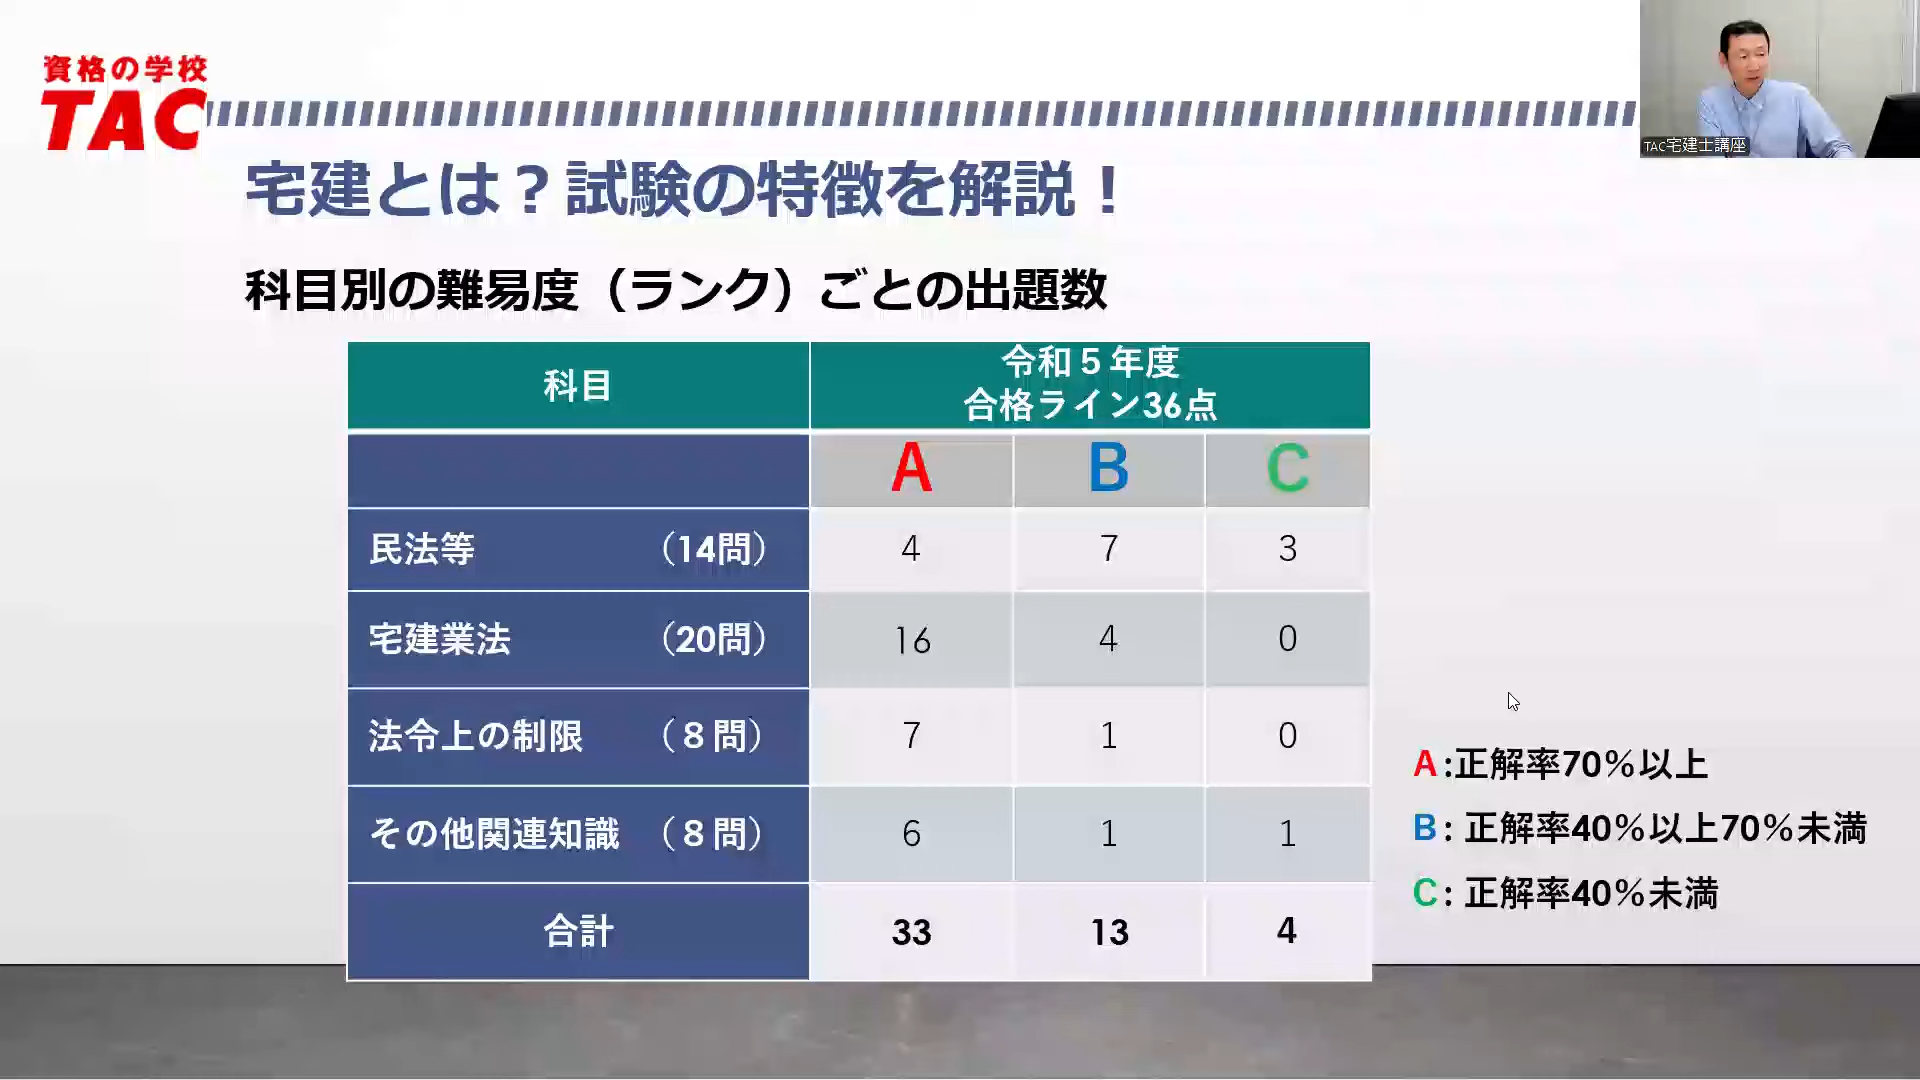 資格の学校
TAC
TAC宅建士講座
宅建とは？試験の特徴を解説！
科目別の難易度（ランク）ごとの出題数
科目
令和５年度
合格ライン36点
A B C
民法等 （14問） 4 7 3
宅建業法 （20問） 16 4 0
法令上の制限 （８問） 7 1 0
その他関連知識 （８問） 6 1 1
合計 33 13 4
A:正解率70％以上
B: 正解率40％以上70％未満
C: 正解率40％未満